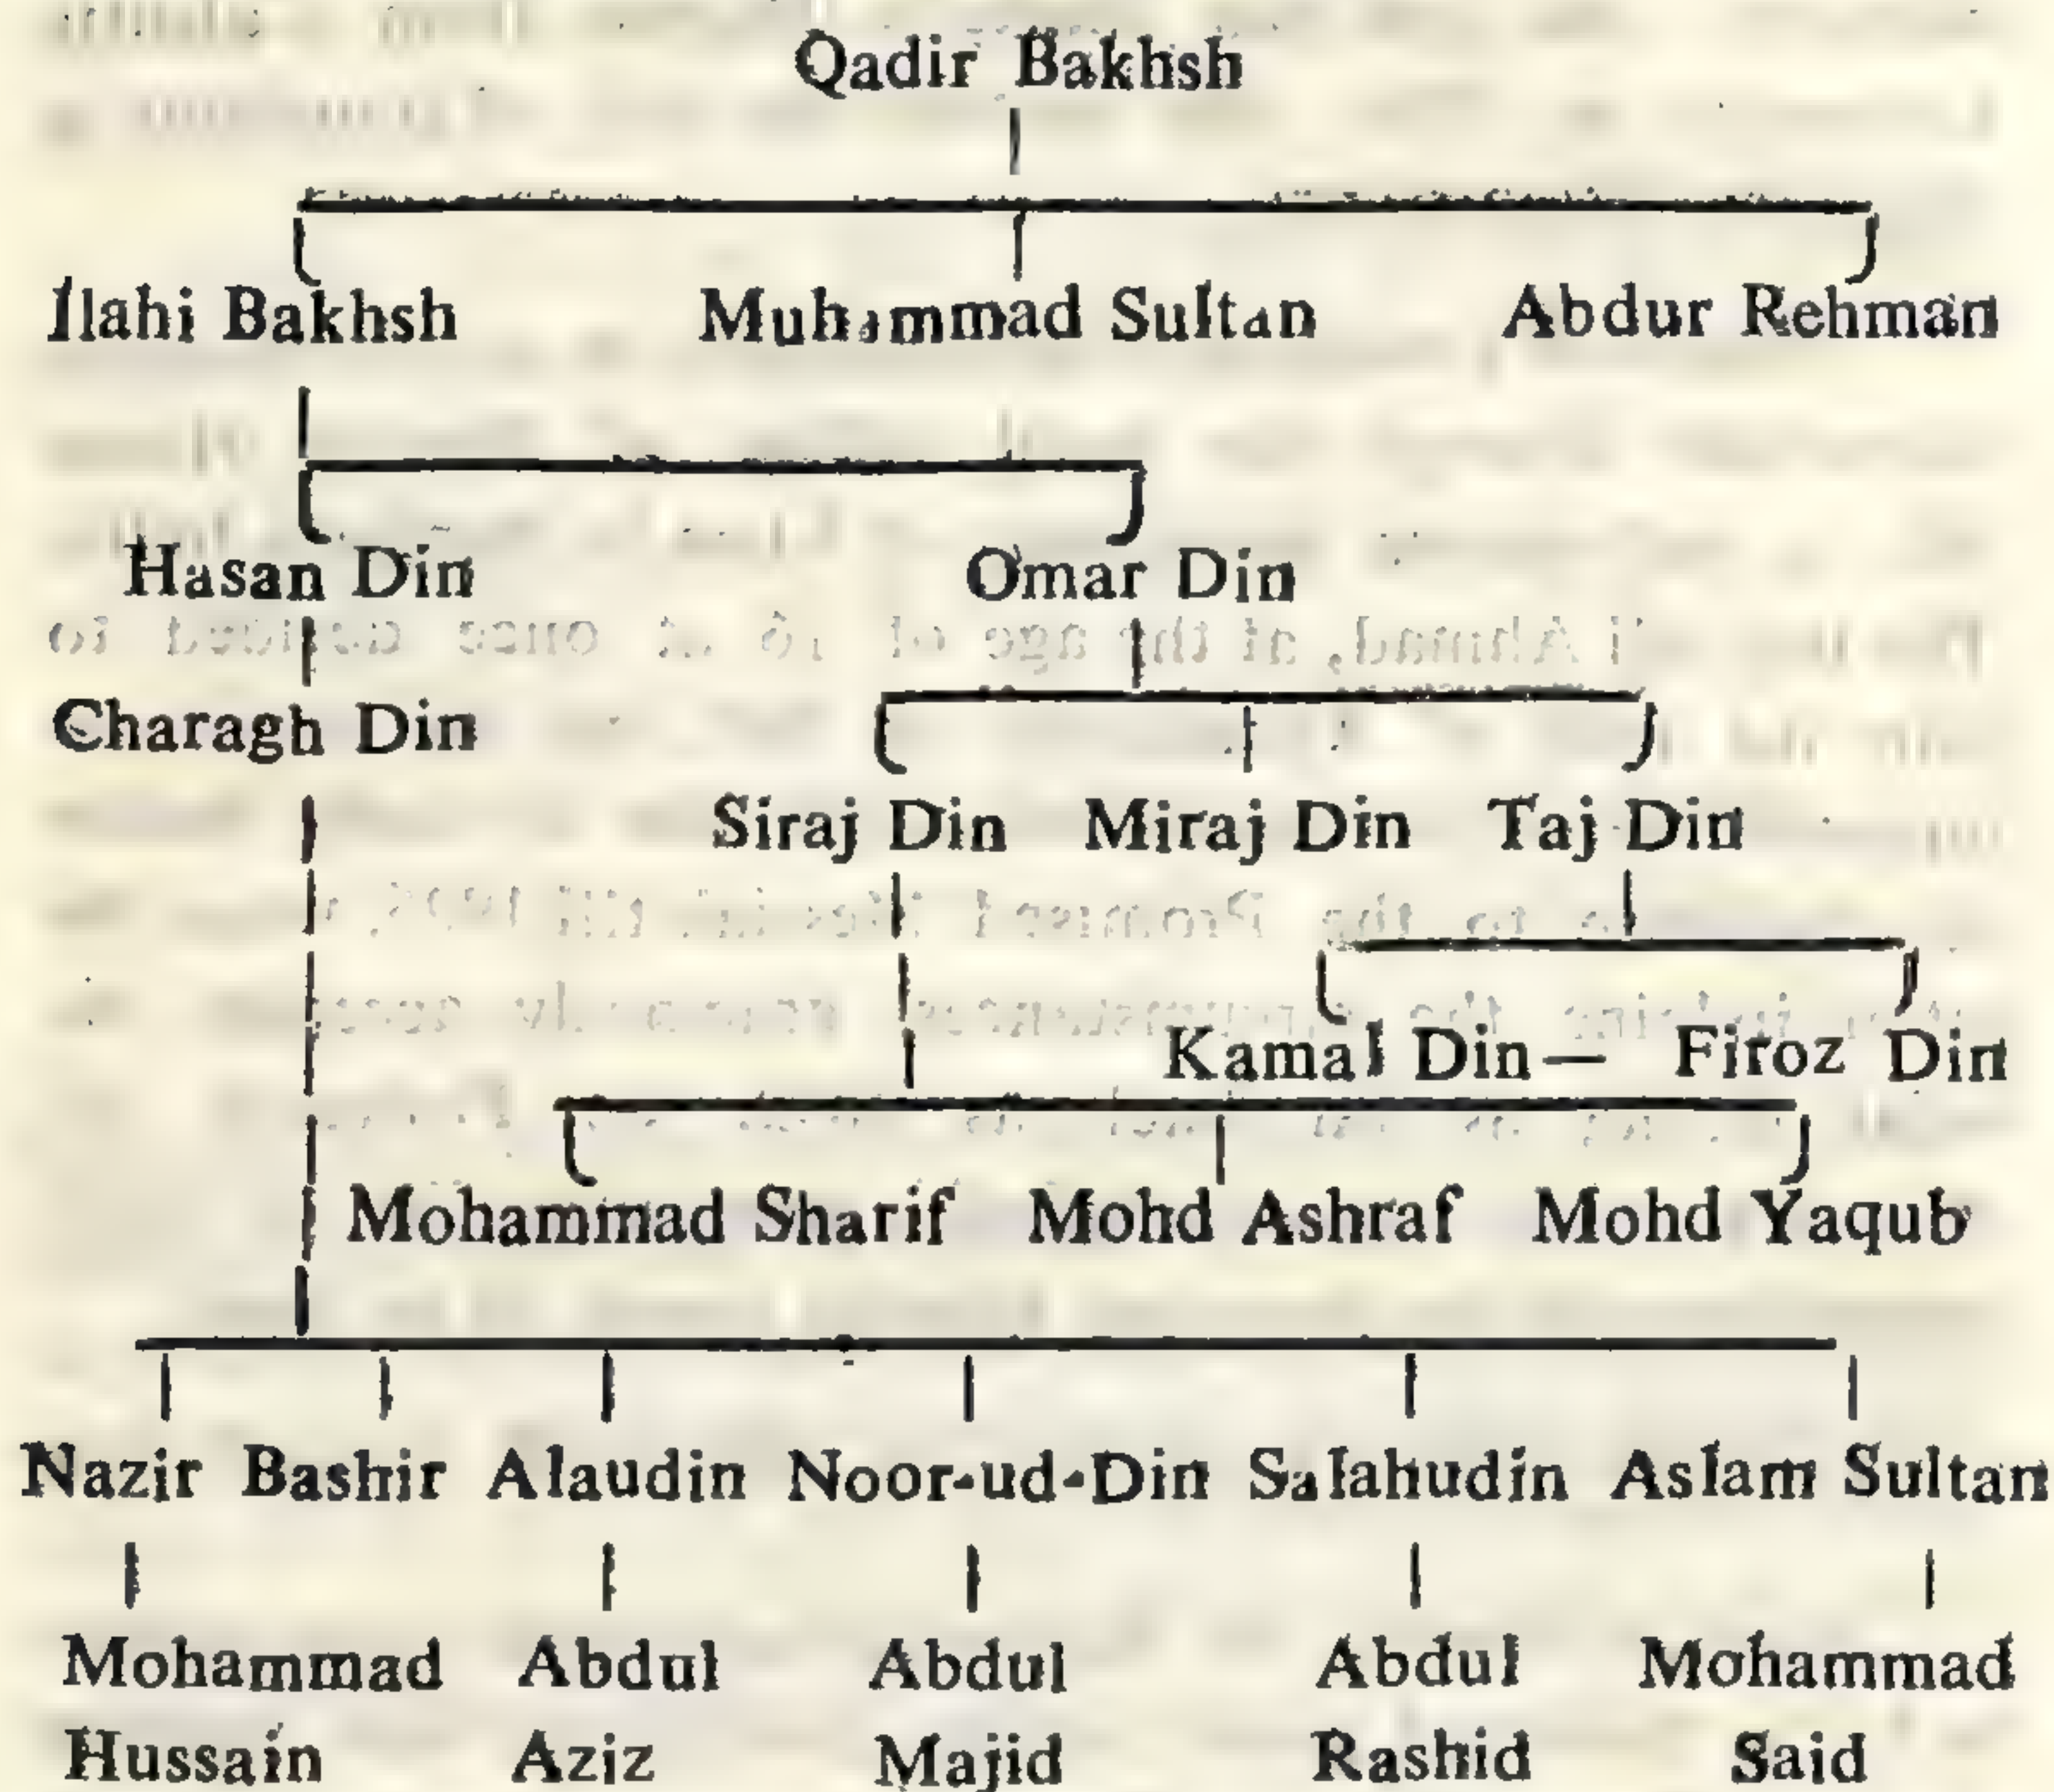 Qadir Bakhsh
Ilahi Bakhsh Muhammad Sultan Abdur Rehman
Hasan Din Omar Din
Charagh Din
Siraj Din Miraj Din Taj Din
Kamal Din— Firoz Din
Mohammad Sharif Mohd Ashraf Mohd Yaqub
Nazir Bashir Alaudin Noor-ud-Din Salahudin Aslam Sultan
Mohammad Abdul Abdul Abdul Mohammad
Hussain Aziz Majid Rashid Said